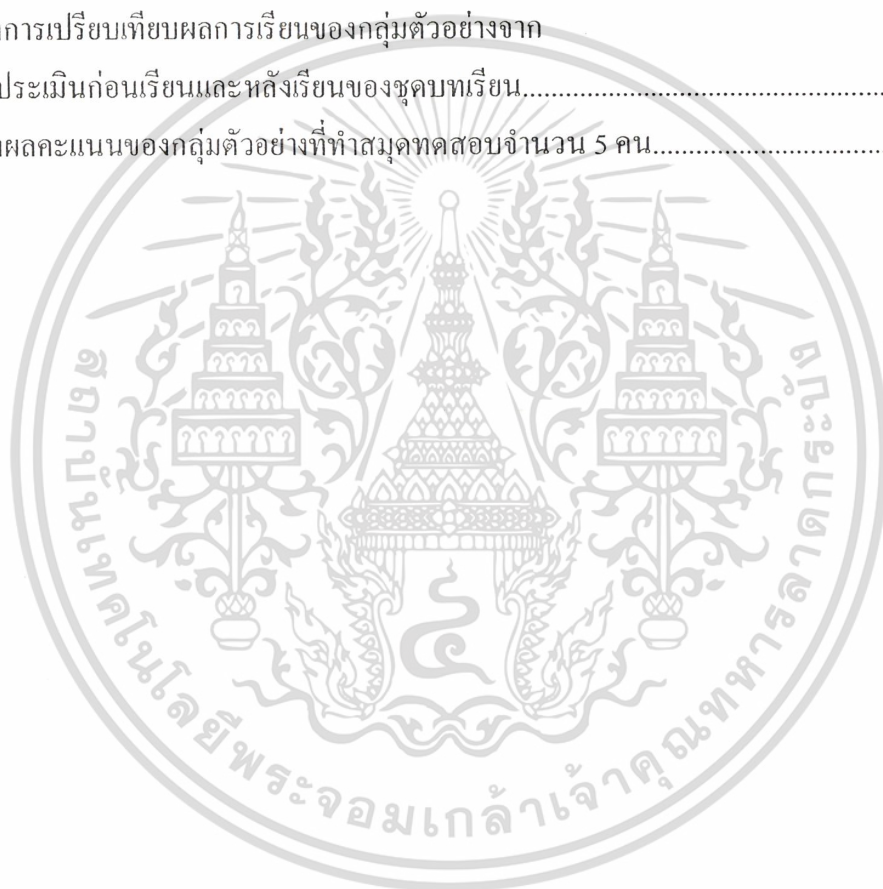 การเปรียบเทียบผลการเรียนของกลุ่มตัวอย่างจาก
ประเมินก่อนเรียนและหลังเรียนของชุดบทเรียน.......................................................
ผลคะแนนของกลุ่มตัวอย่างที่ทำสมุดทดสอบจำนวน 5 คน...................................
สถาบันเทคโนโลยีพระจอมเกล้าเจ้าคุณทหารลาดกระบัง